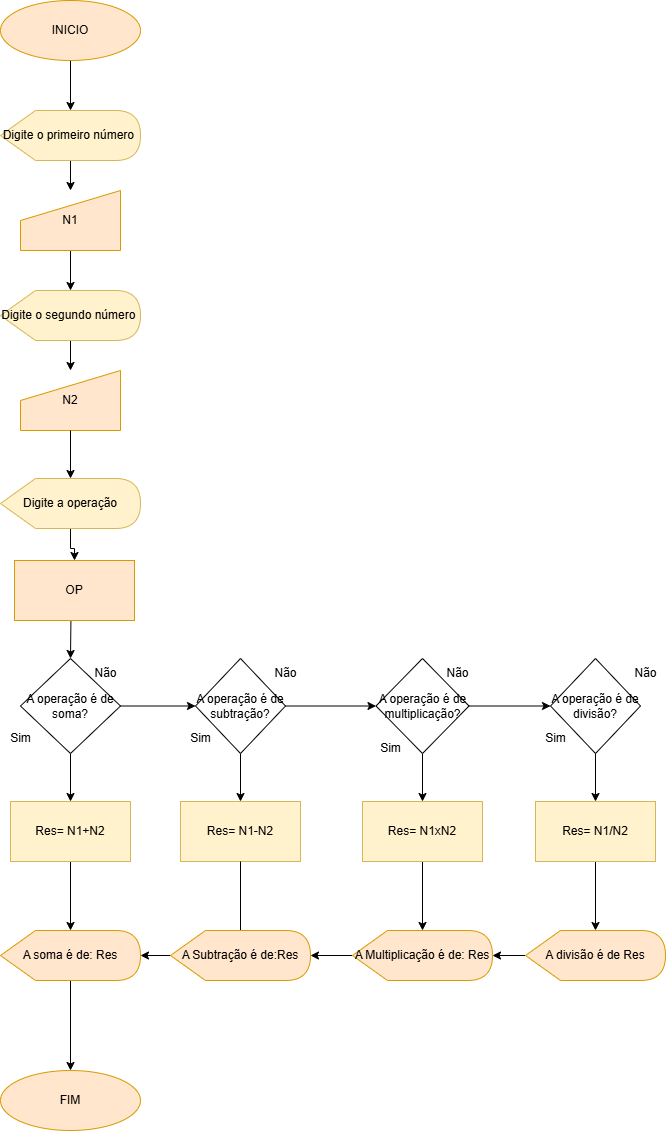 INICIO
Digite o primeiro número
N1
Digite o segundo número
N2
Digite a operação
OP
Não
Não
Não
Não
A operação é de
soma?
A operação é de
subtração?
A operação é de
multiplicação?
A operação é de
divisão?
Sim
Sim
Sim
Sim
Res= N1+N2
Res= N1-N2
Res= N1xN2
Res= N1/N2
A soma é de: Res
A Subtração é de:Res
A Multiplicação é de: Res
A divisão é de Res
FIM